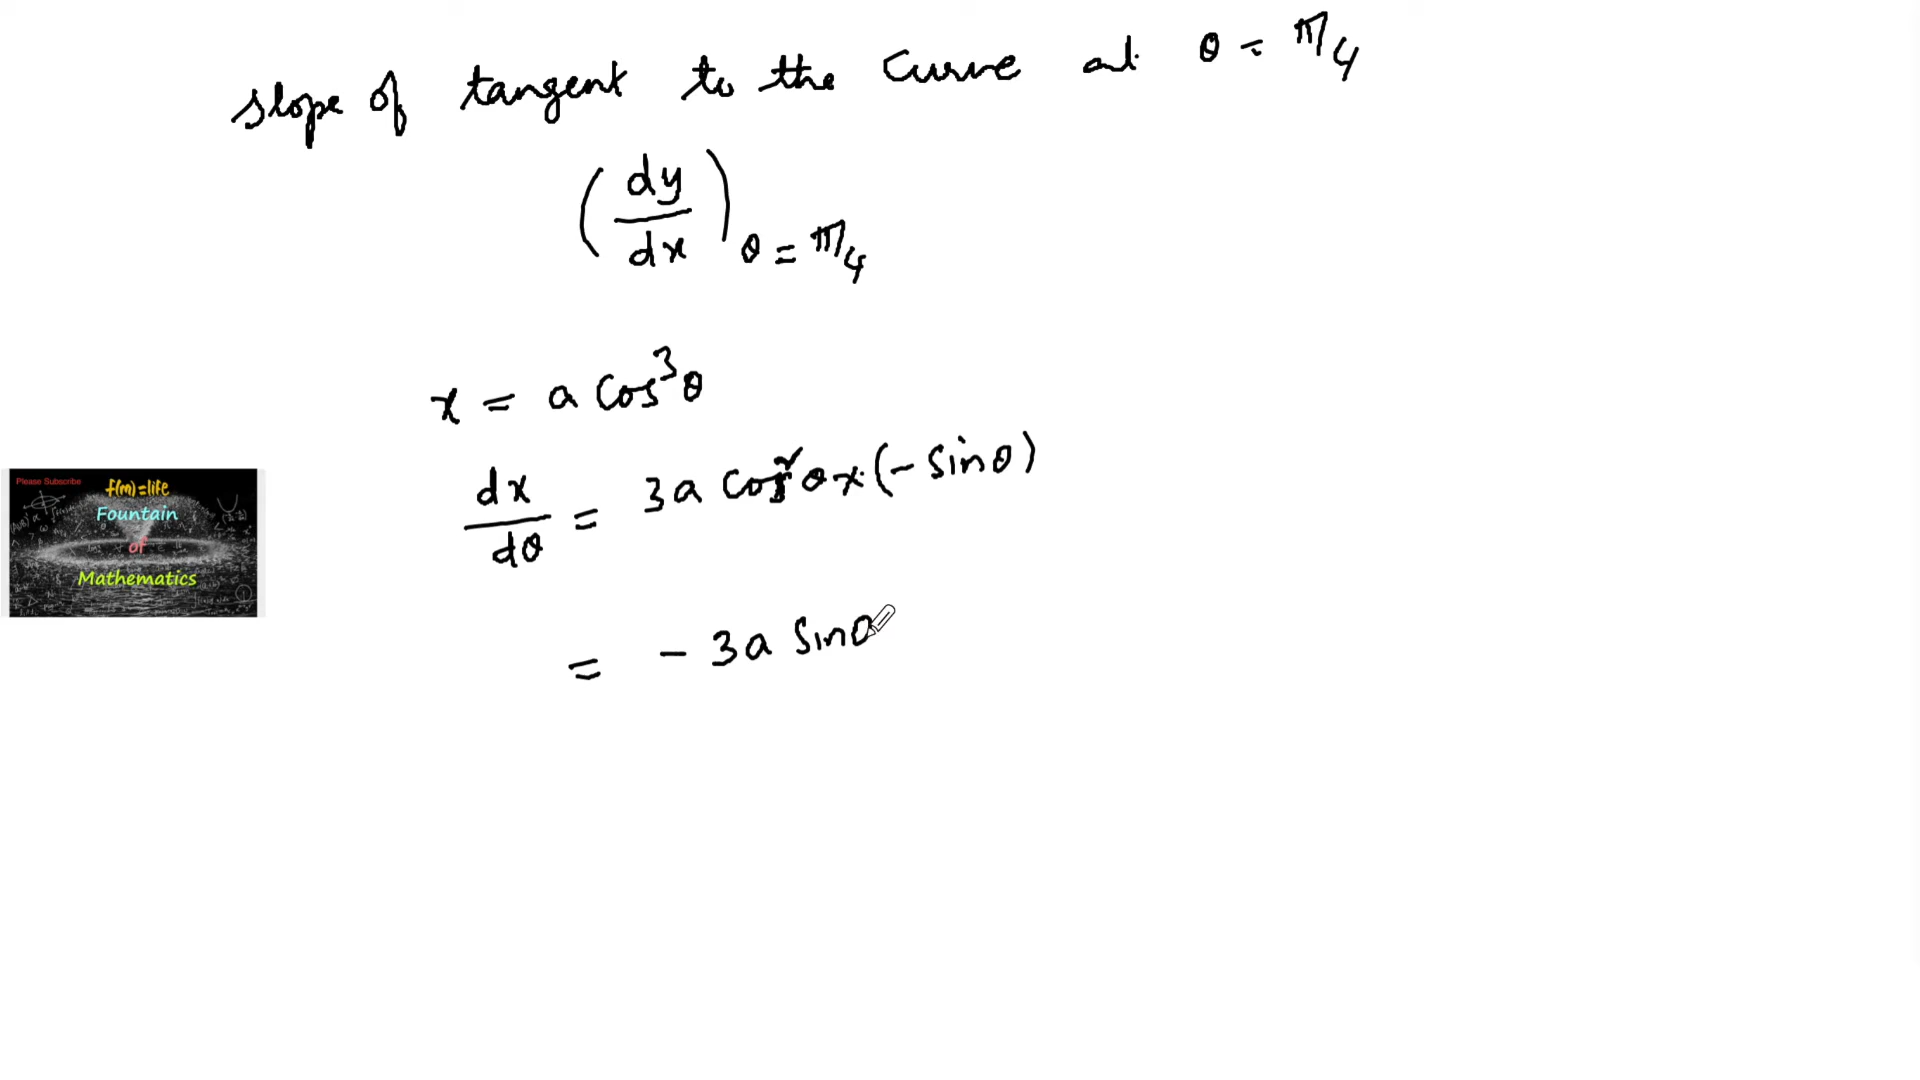 slope of tangent to the curve at θ = π/4
(dy/dx)θ = π/4
x = a cos³θ
dx/dθ = 3a cos²θ × (- sinθ)
= - 3a sinθ
Please Subscribe
f(m)=life
Fountain
of
Mathematics